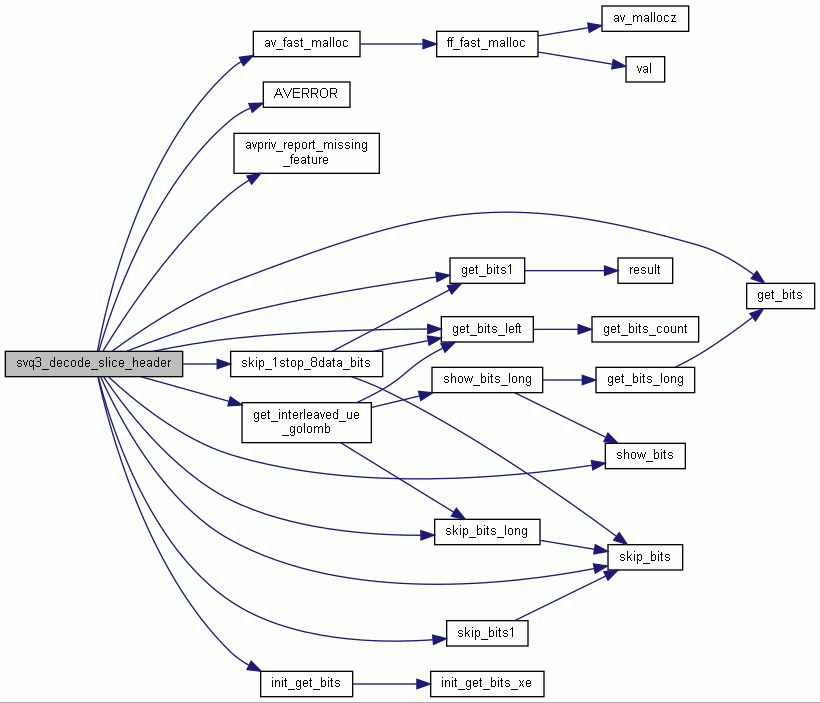 av_mallocz
av_fast_malloc
ff_fast_malloc
val
AVERROR
avpriv_report_missing
_feature
get_bits1
result
get_bits
get_bits_left
get_bits_count
svq3_decode_slice_header
skip_1stop_8data_bits
show_bits_long
get_bits_long
get_interleaved_ue
_golomb
show_bits
skip_bits_long
skip_bits
skip_bits1
init_get_bits
init_get_bits_xe